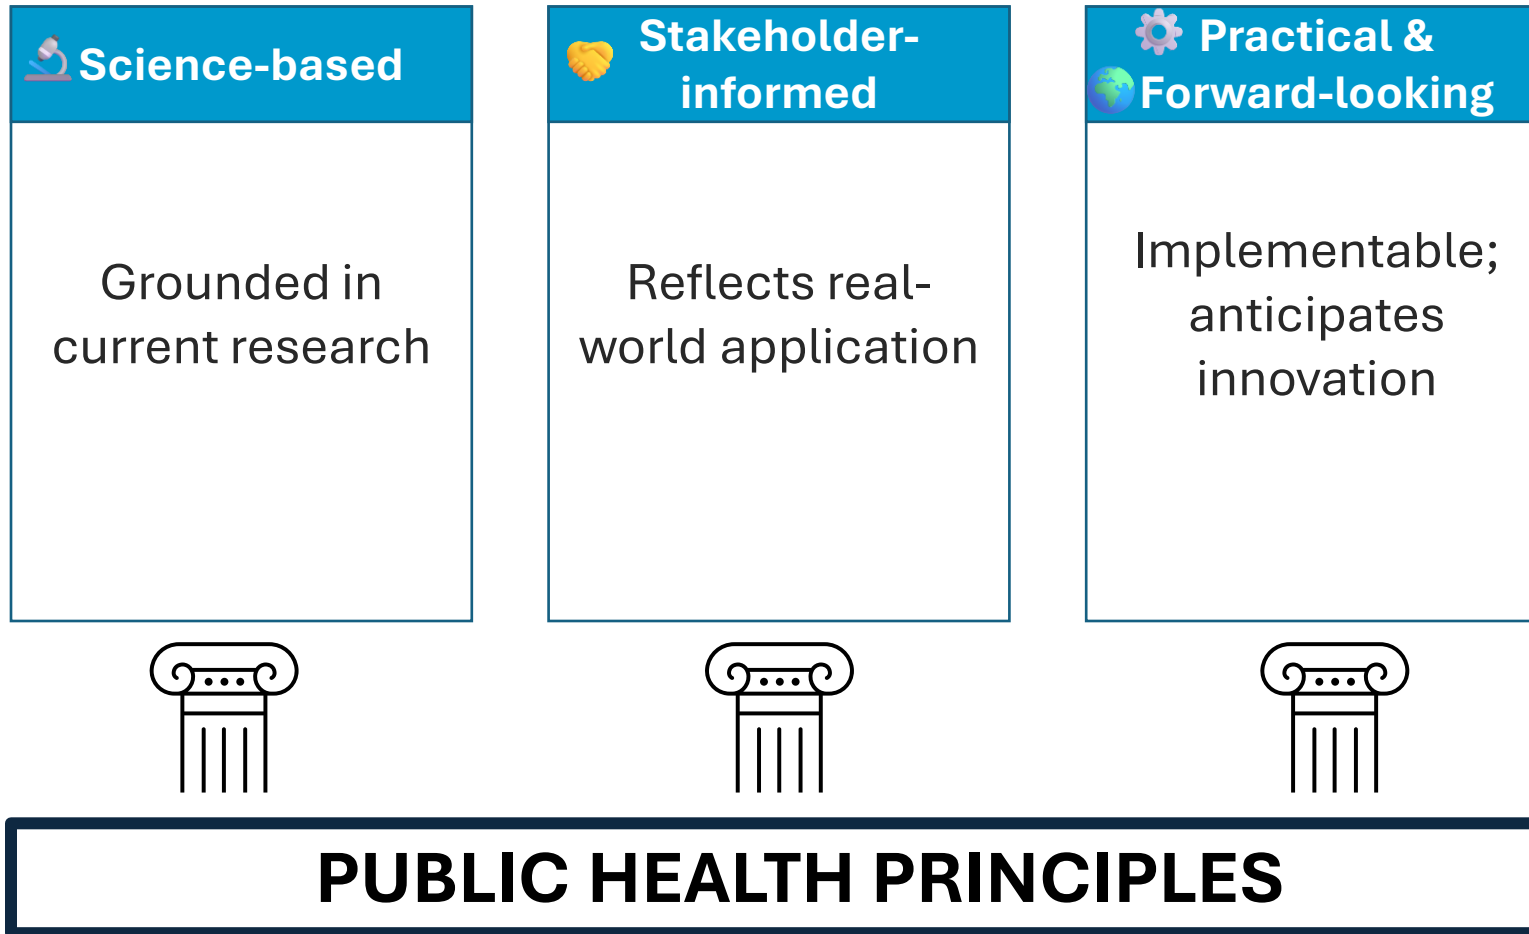 Science-based
Grounded in
current research
Stakeholder-
informed
Reflects real-
world application
Practical &
Forward-looking
Implementable;
anticipates
innovation
PUBLIC HEALTH PRINCIPLES